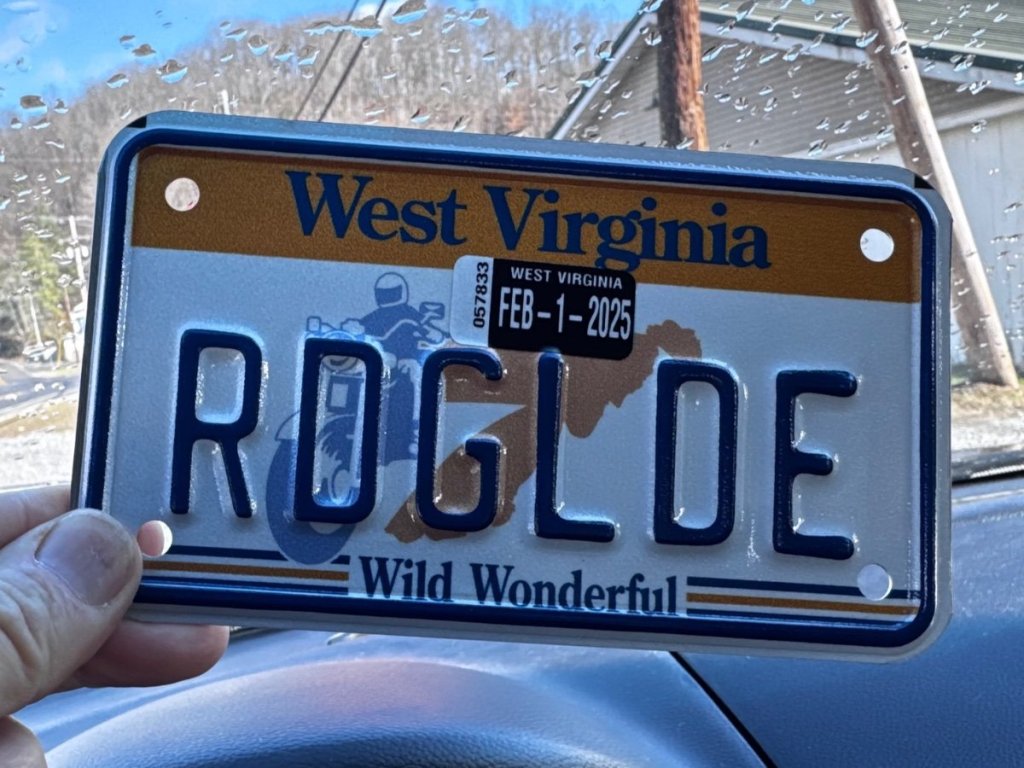 West Virginia
057833
WEST VIRGINIA
FEB-1-2025
RDGLDE
Wild Wonderful